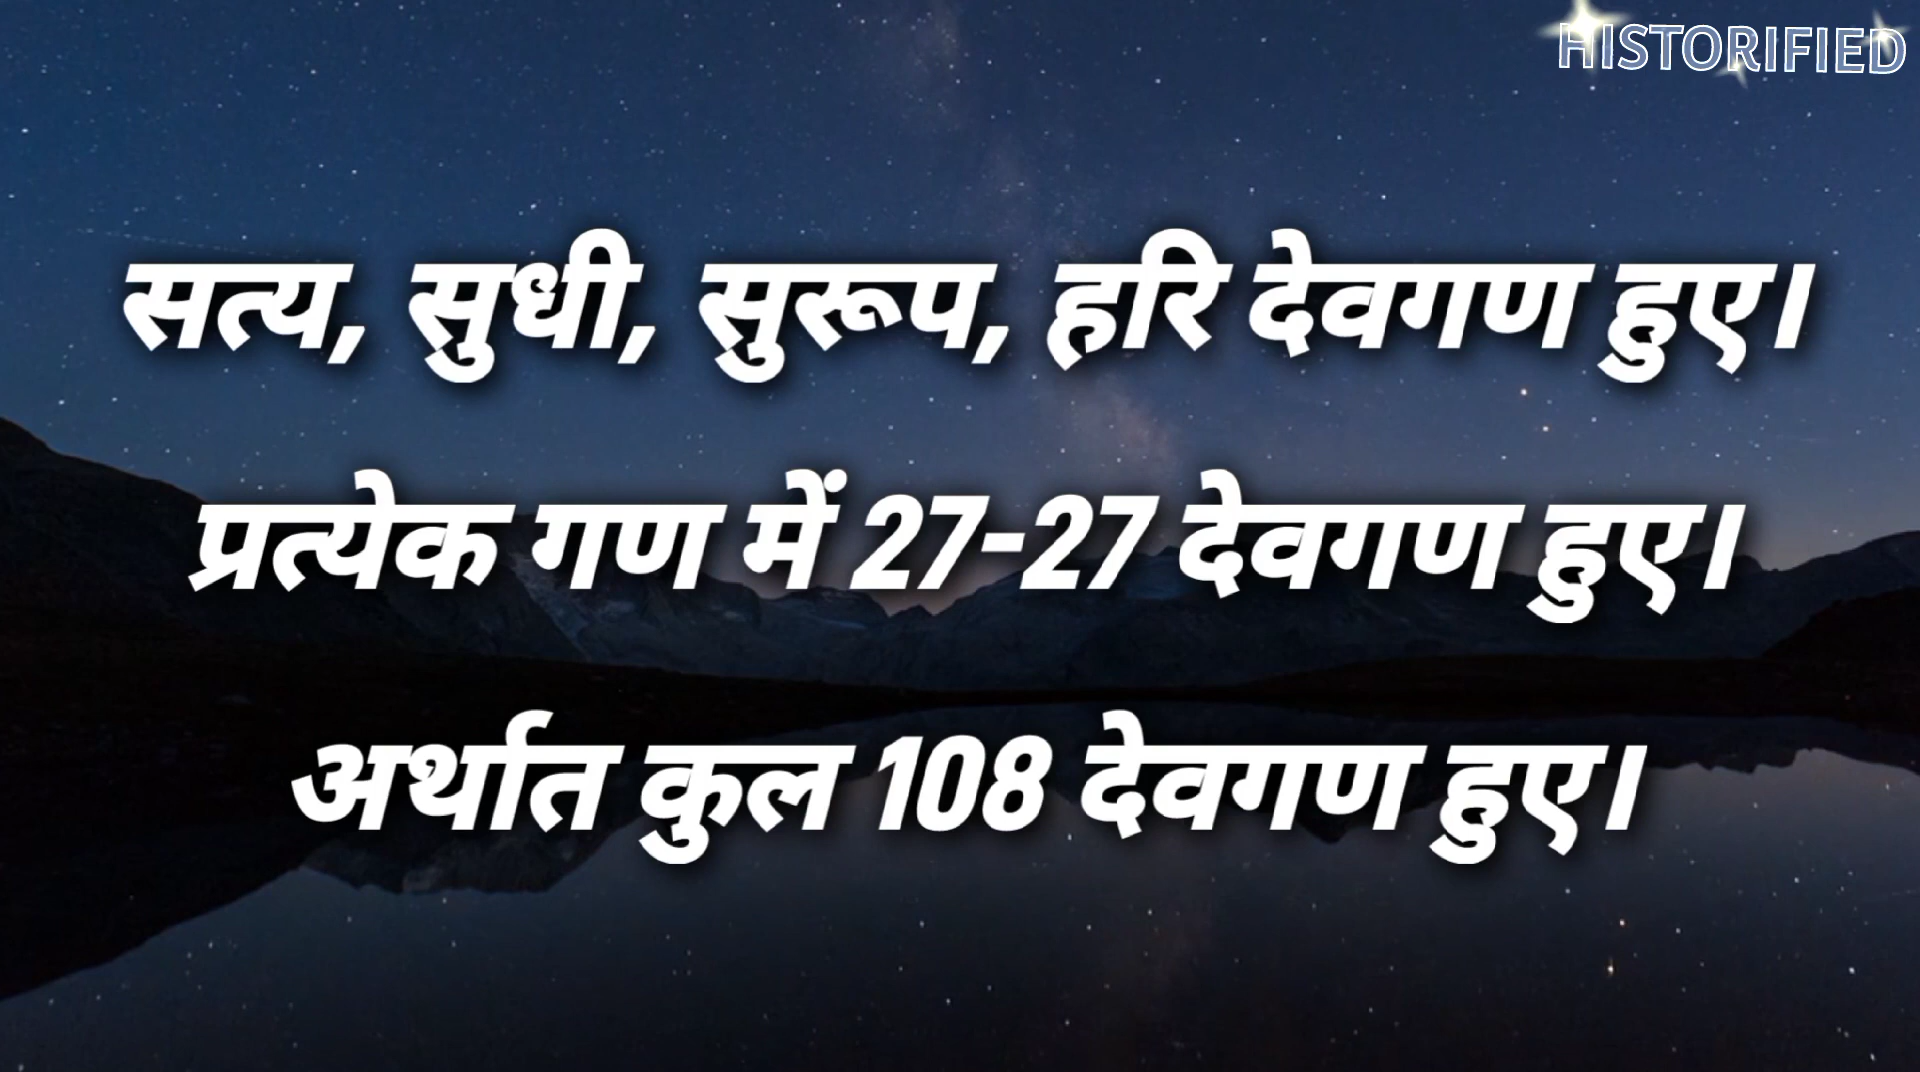 HISTORIFIED
सत्य, सुधी, सुरूप, हरि देवगण हुए।
प्रत्येक गण में 27-27 देवगण हुए।
अर्थात कुल 108 देवगण हुए।